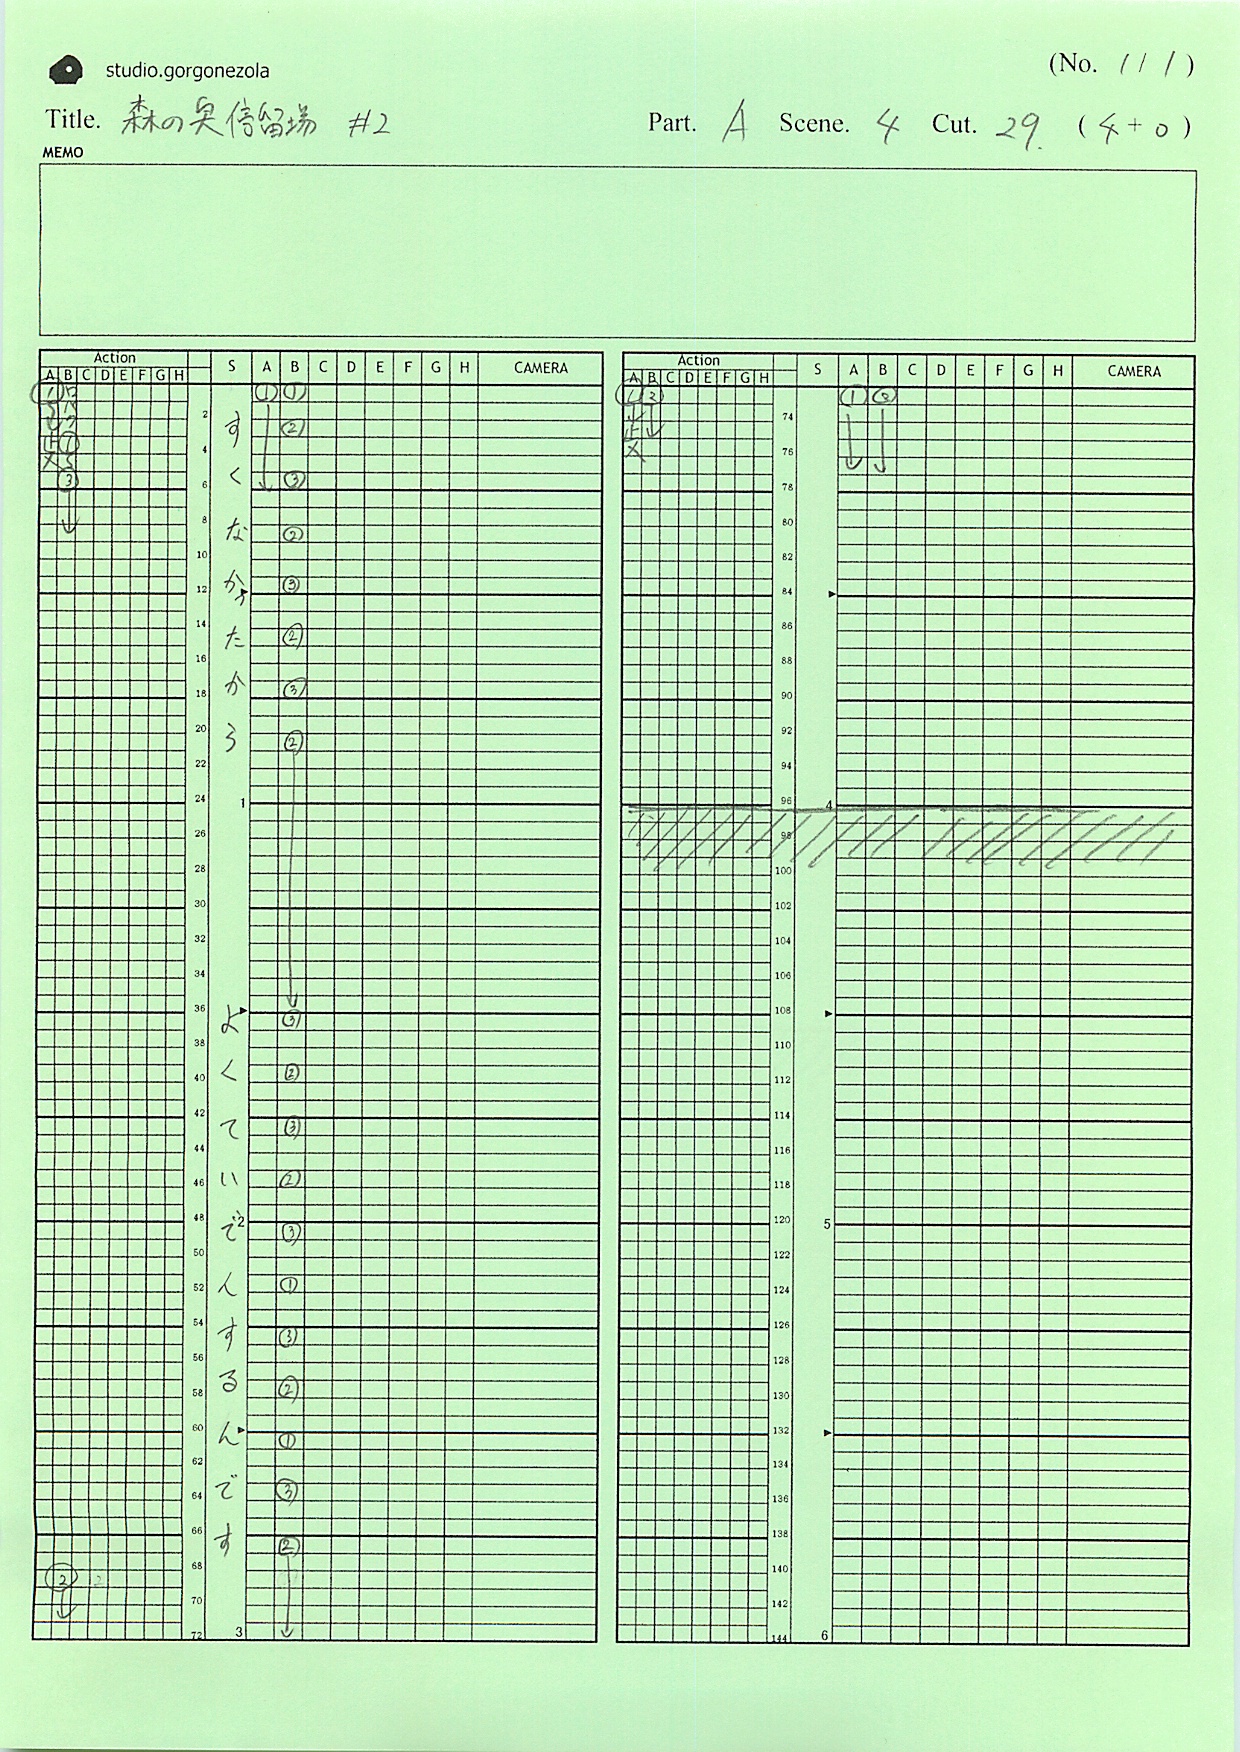 studio.gorgonezola
(No. 1 / 1)
Title. 森の奥停留場 #2
Part. A Scene. 4 Cut. 29. (4 + 0)
MEMO
Action S A B C D E F G H CAMERA
A B C D E F G H
Action S A B C D E F G H CAMERA
A B C D E F G H
1 ロ
パ
ク
止 1
3
2
すくなかったかろ
よくていでんするんです
① ①
②
③
②
③
②
③
②
③
②
③
②
③
①
③
②
①
③
②
2 4 6 8 10 12 14 16 18 20 22 24
1
26 28 30 32 34 36 38 40 42 44 46 48
2
50 52 54 56 58 60 62 64 66 68 70 72
3
1 2
止
① ②
74 76 78 80 82 84 86 88 90 92 94 96
4
98 100 102 104 106 108 110 112 114 116 118 120
5
122 124 126 128 130 132 134 136 138 140 142 144
6